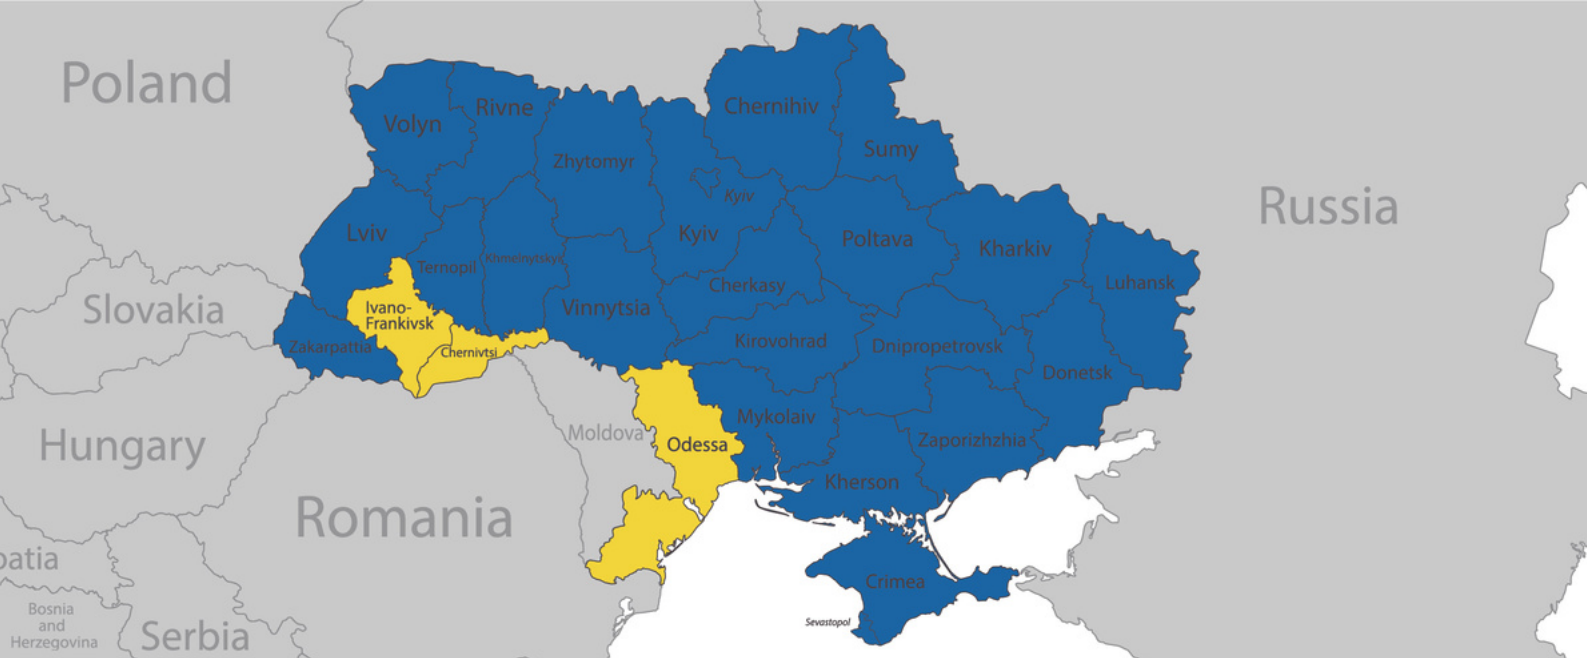 Poland
Volyn
Rivne
Zhytomyr
Chernihiv
Sumy
Kyiv
Russia
Lviv
Kyiv
Poltava
Kharkiv
Ternopil
Khmelnytskyi
Cherkasy
Luhansk
Slovakia
Ivano-
Frankivsk
Vinnytsia
Zakarpattia
Chernivtsi
Kirovohrad
Dnipropetrovsk
Donetsk
Hungary
Moldova
Odessa
Mykolaiv
Zaporizhzhia
Kherson
Romania
oatia
Crimea
Bosnia
and
Herzegovina
Serbia
Sevastopol